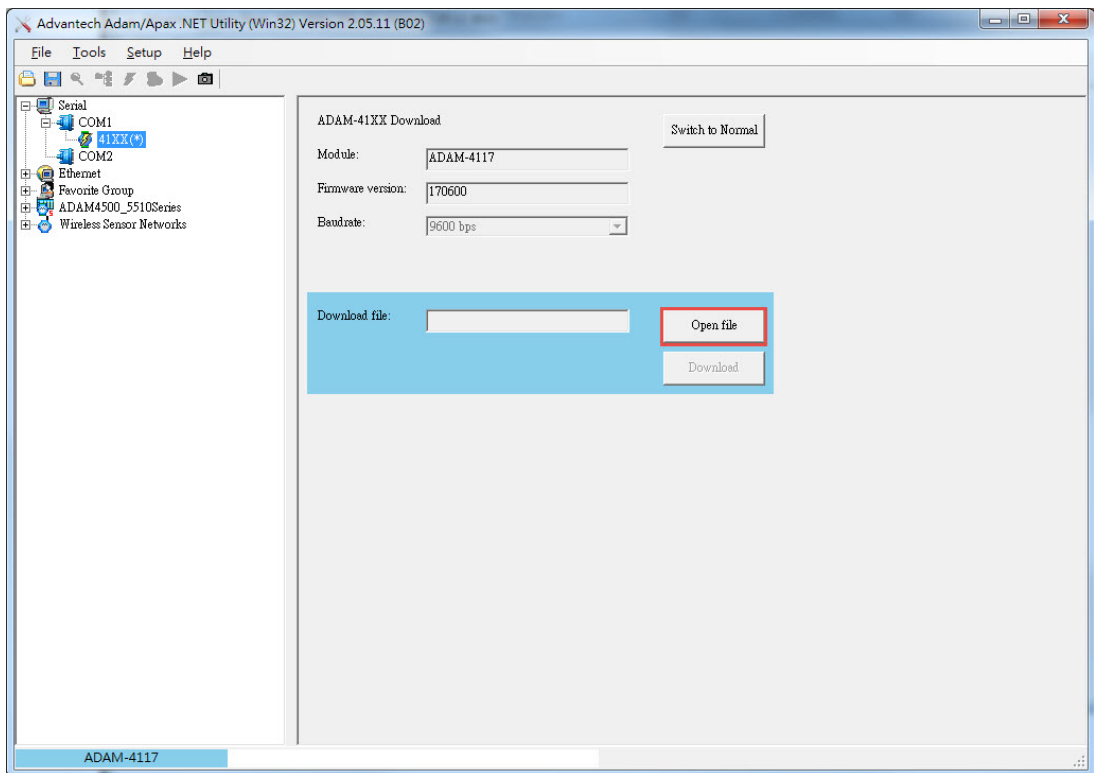 Advantech Adam/Apax .NET Utility (Win32) Version 2.05.11 (B02)
File Tools Setup Help
Serial
COM1
41XX(*)
COM2
Ethernet
Favorite Group
ADAM4500_5510Series
Wireless Sensor Networks
ADAM-41XX Download
Switch to Normal
Module: ADAM-4117
Firmware version: 170600
Baudrate: 9600 bps
Download file:
Open file
Download
ADAM-4117